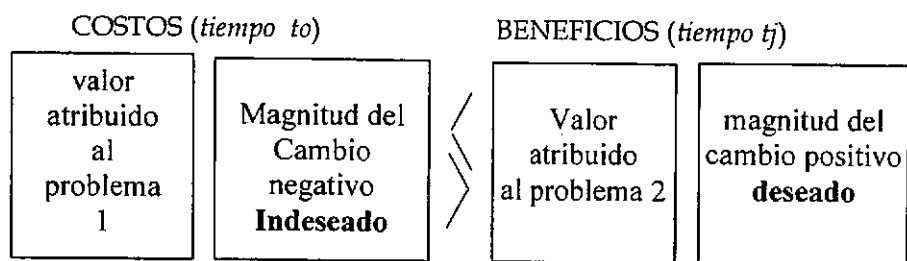 COSTOS (tiempo to)
BENEFICIOS (tiempo tj)
valor
atribuido
al
problema
1
Magnitud del
Cambio
negativo
Indeseado
<
>
Valor
atribuido
al problema 2
magnitud del
cambio positivo
deseado